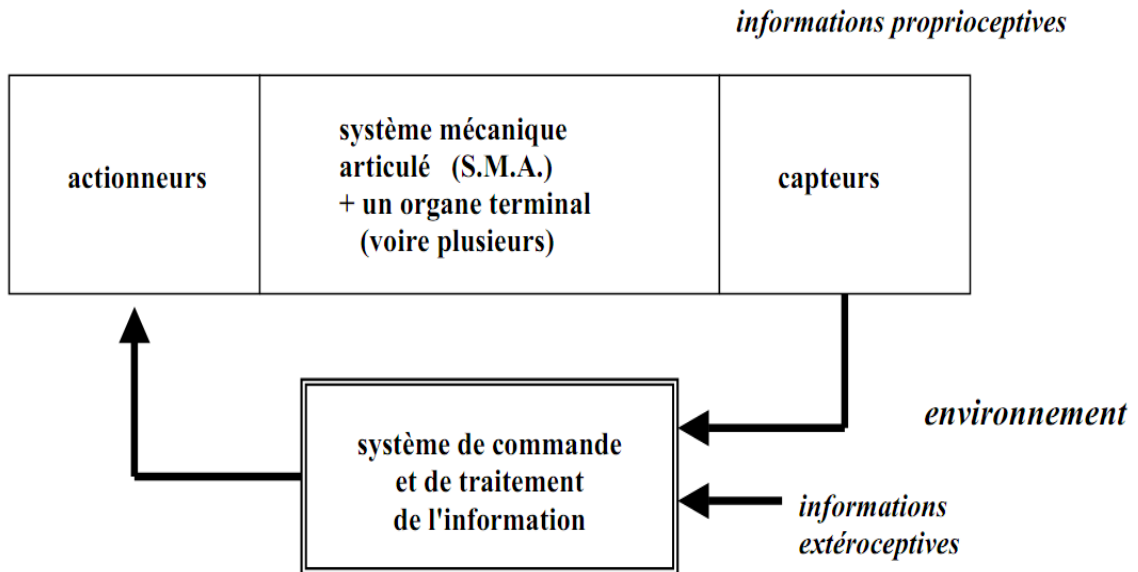 informations proprioceptives
actionneurs
système mécanique
articulé (S.M.A.)
+ un organe terminal
(voire plusieurs)
capteurs
système de commande
et de traitement
de l'information
environnement
informations
extéroceptives